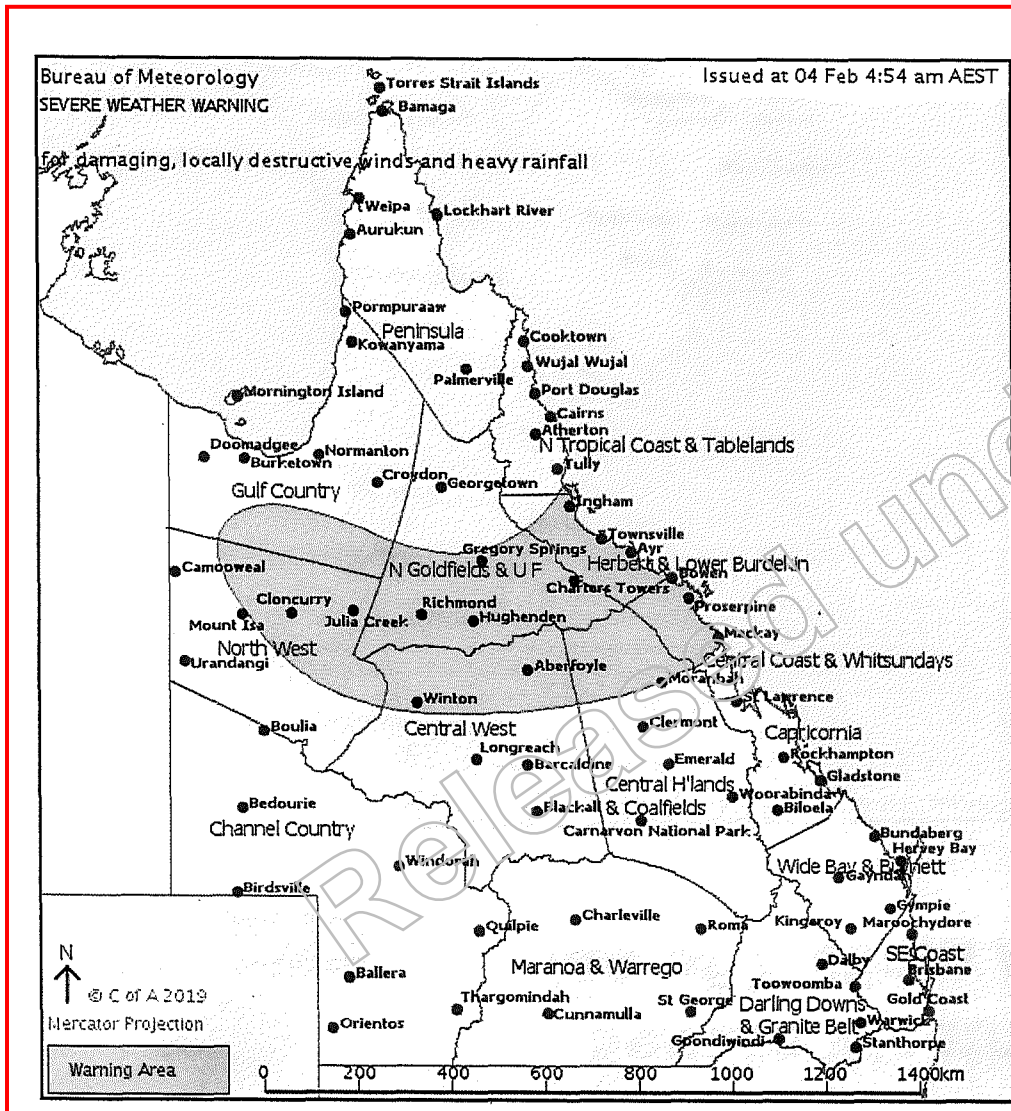 Bureau of Meteorology
Issued at 04 Feb 4:54 am AEST
SEVERE WEATHER WARNING
for damaging, locally destructive winds and heavy rainfall
Torres Strait Islands
Bamaga
Weipa
Lockhart River
Aurukun
Pormpuraaw
Peninsula
Kowanyama
Cooktown
Wujal Wujal
Palmerville
Port Douglas
Mornington Island
Cairns
Atherton
N Tropical Coast & Tablelands
Doomadgee
Burketown
Normanton
Tully
Croydon
Georgetown
Gulf Country
Ingham
Townsville
Ayr
Gregory Springs
Herbert & Lower Burdekin
N Goldfields & U F
Camooweal
Charters Towers
Bowen
Cloncurry
Richmond
Proserpine
Mount Isa
Julia Creek
Hughenden
North West
Mackay
Urandangi
Aberfoyle
Central Coast & Whitsundays
Moranbah
Winton
St Lawrence
Boulia
Central West
Clermont
Capricornia
Longreach
Barcaldine
Emerald
Rockhampton
Central H'lands
& Coalfields
Gladstone
Woorabinda
Bedourie
Blackall
Biloela
Channel Country
Carnarvon National Park
Bundaberg
Hervey Bay
Windorah
Wide Bay & Burnett
Gayndah
Birdsville
Gympie
Charleville
Quilpie
Roma
Kingaroy
Maroochydore
N
Dalby
SE Coast
Ballera
Maranoa & Warrego
Toowoomba
Brisbane
© C of A 2019
Thargomindah
St George
Darling Downs
& Granite Belt
Gold Coast
Mercator Projection
Orientos
Cunnamulla
Warwick
Goondiwindi
Stanthorpe
Warning Area
0 200 400 600 800 1000 1200 1400km
Released und